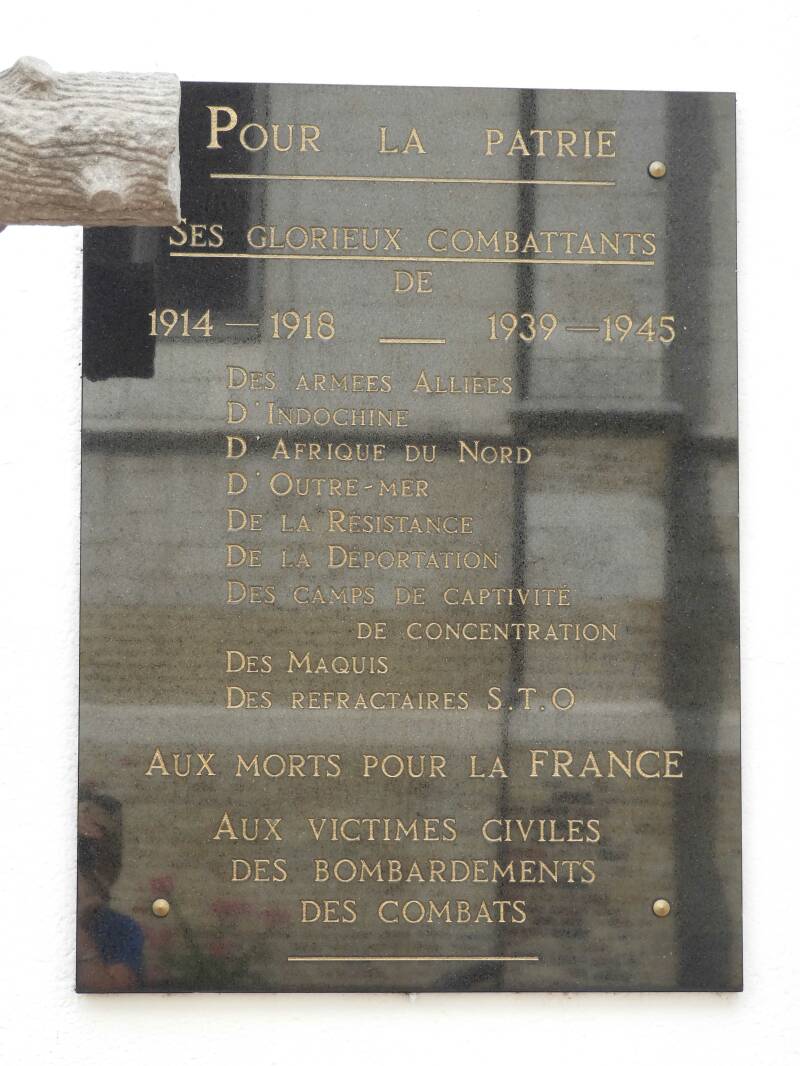 POUR LA PATRIE
SES GLORIEUX COMBATTANTS
DE
1914 — 1918 — 1939 — 1945
DES ARMEES ALLIEES
D'INDOCHINE
D'AFRIQUE DU NORD
D'OUTRE-MER
DE LA RÉSISTANCE
DE LA DÉPORTATION
DES CAMPS DE CAPTIVITÉ
DE CONCENTRATION
DES MAQUIS
DES REFRACTAIRES S.T.O
AUX MORTS POUR LA FRANCE
AUX VICTIMES CIVILES
DES BOMBARDEMENTS
DES COMBATS